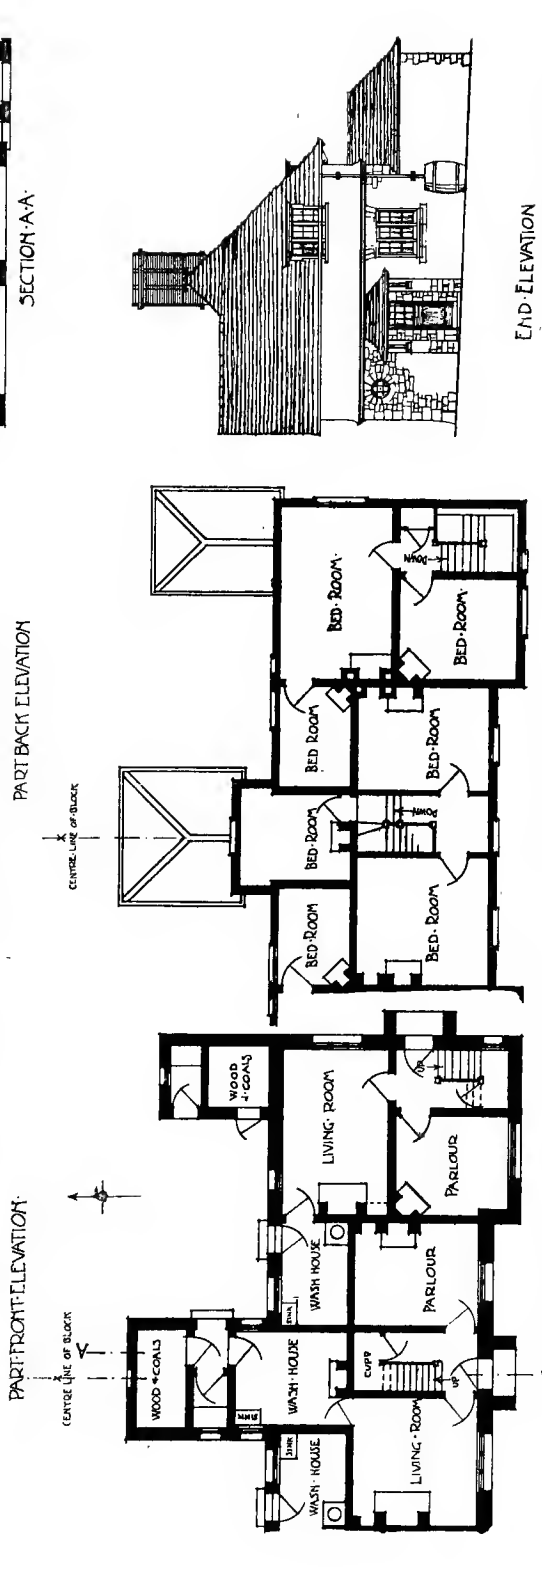 SECTION·A·A·
END·ELEVATION
PART BACK ELEVATION
CENTRE·LINE·OF·BLOCK
X
BED·ROOM·
DOWN
BED·ROOM·
BED ROOM
BED·ROOM·
BED·ROOM
DOWN
BED·ROOM
BED·ROOM
PART·FRONT·ELEVATION·
CENTRE LINE OF BLOCK
X
A
WOOD
+·COALS
LIVING·ROOM
UP
PARLOUR
WASH HOUSE
SINK
PARLOUR
WOOD + COALS
WASH·HOUSE
SINK
CUPD
UP
WASH·HOUSE
SINK
LIVING·ROOM